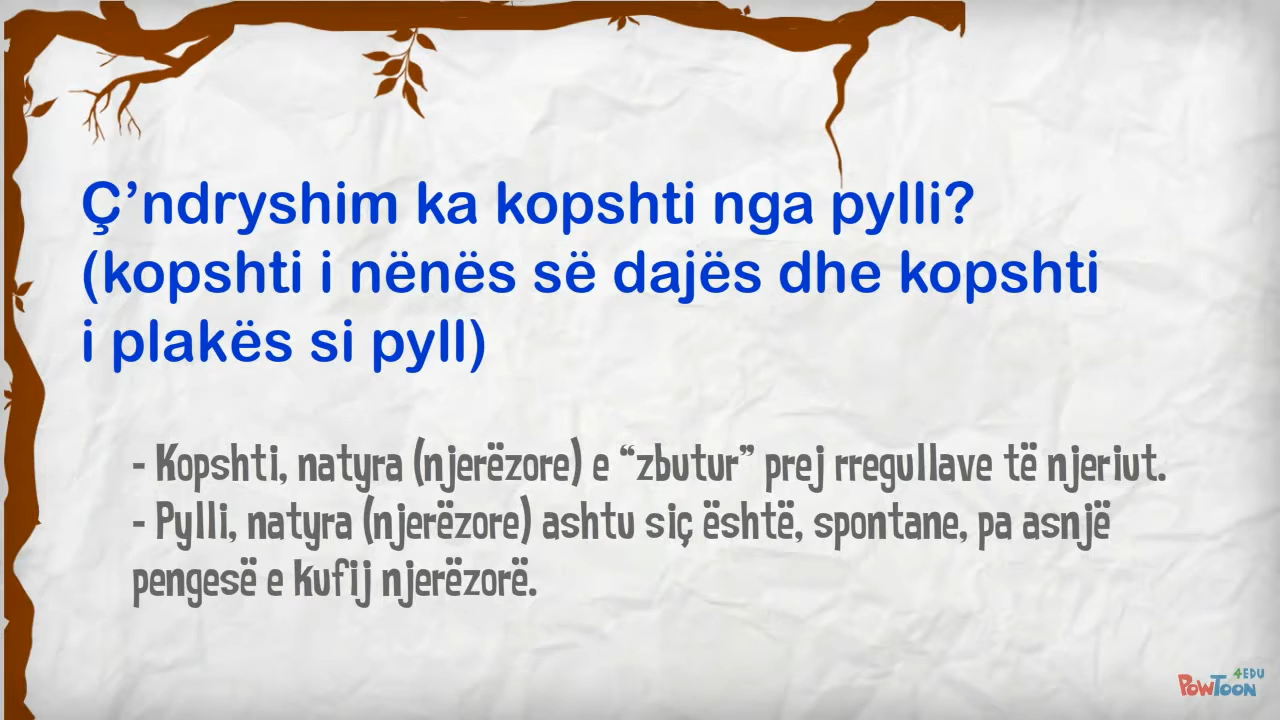 Ç’ndryshim ka kopshti nga pylli?
(kopshti i nënës së dajës dhe kopshti
i plakës si pyll)
- Kopshti, natyra (njerëzore) e “zbutur” prej rregullave të njeriut.
- Pylli, natyra (njerëzore) ashtu siç është, spontane, pa asnjë
pengesë e kufij njerëzorë.
4EDU
POWTOON